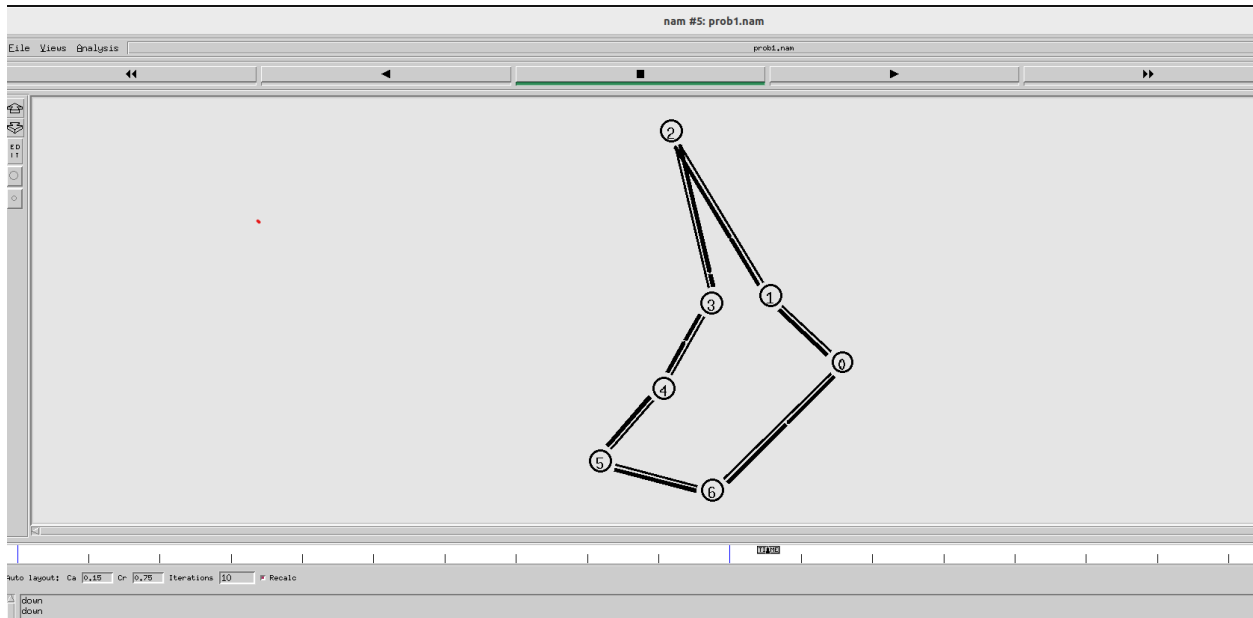 nam #5: prob1.nam
File Views Analysis prob1.nam
ED
IT
2
3
1
0
4
5
6
Auto layout: Ca 0.15 Cr 0.75 Iterations 10 Recalc
down
down